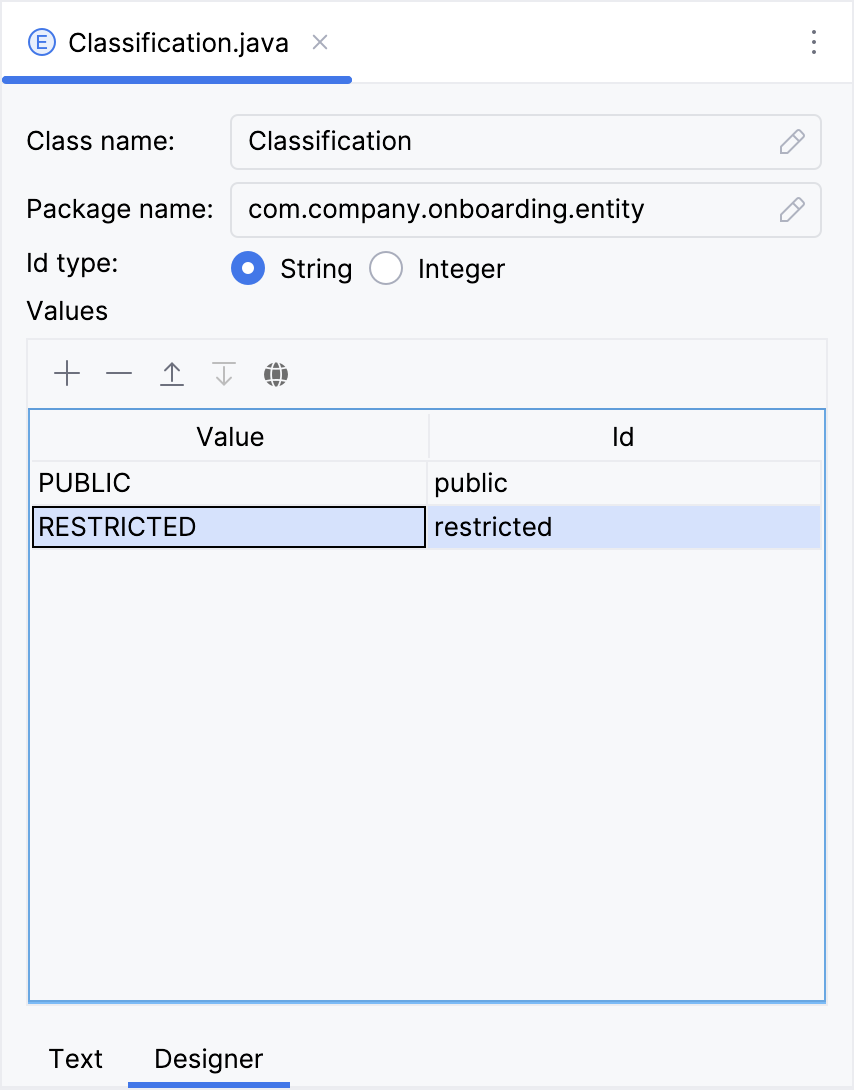 E Classification.java
Class name: Classification
Package name: com.company.onboarding.entity
Id type: String Integer
Values
Value Id
PUBLIC public
RESTRICTED restricted
Text Designer